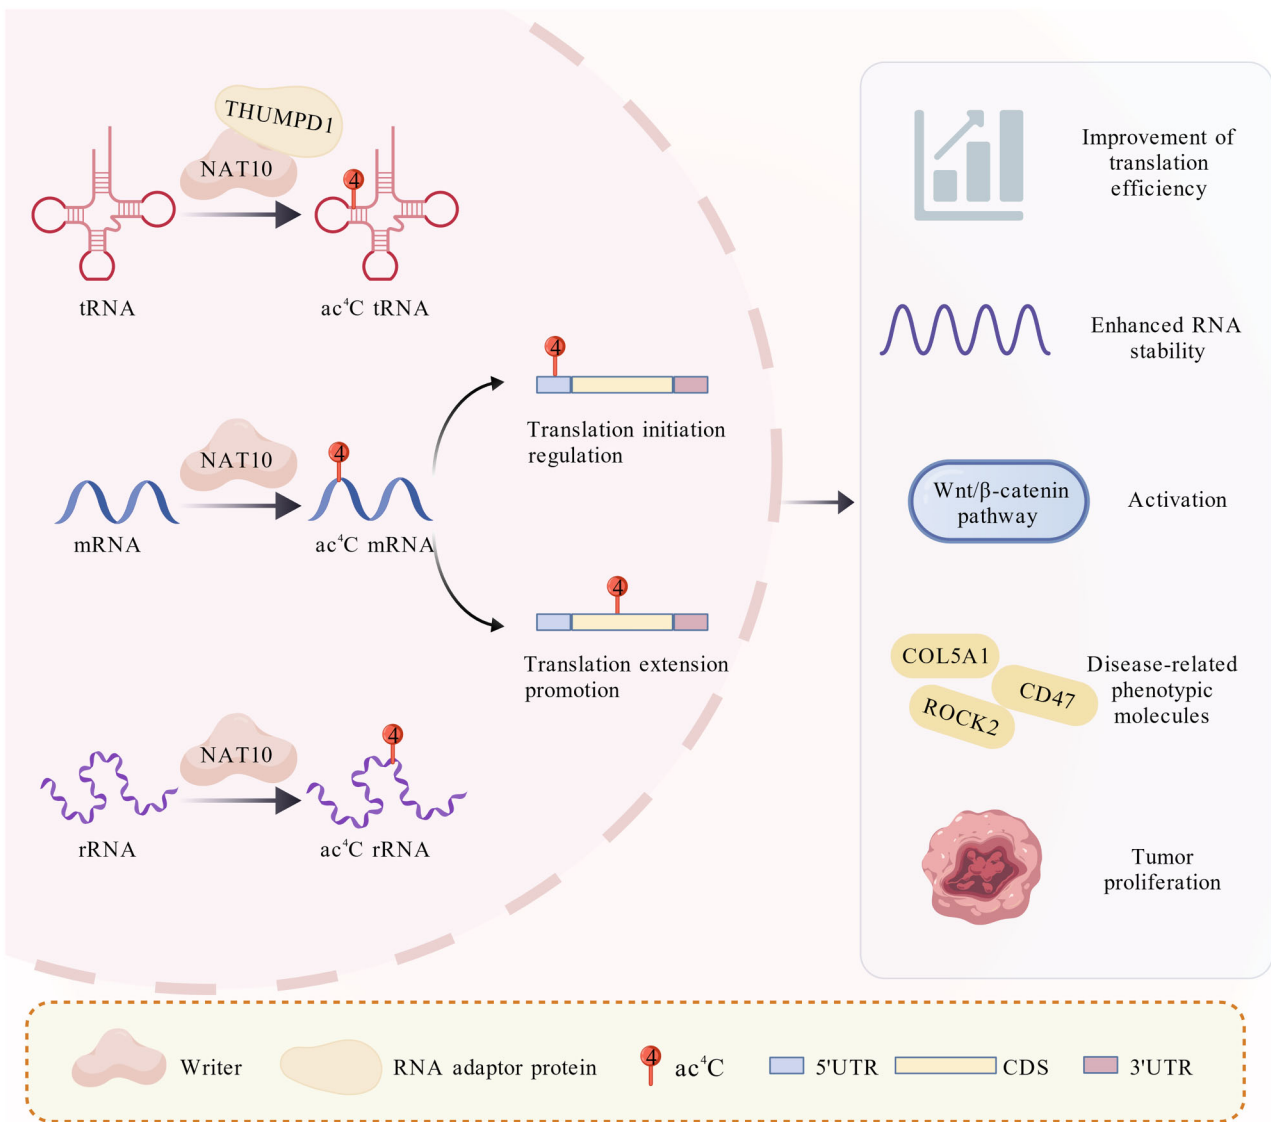 THUMPD1
NAT10
4
tRNA
ac⁴C tRNA
4
Translation initiation
regulation
NAT10
4
mRNA
ac⁴C mRNA
4
Translation extension
promotion
NAT10
4
rRNA
ac⁴C rRNA
Improvement of
translation
efficiency
Enhanced RNA
stability
Wnt/β-catenin
pathway
Activation
COL5A1
CD47
ROCK2
Disease-related
phenotypic
molecules
Tumor
proliferation
Writer
RNA adaptor protein
4
ac⁴C
5'UTR
CDS
3'UTR